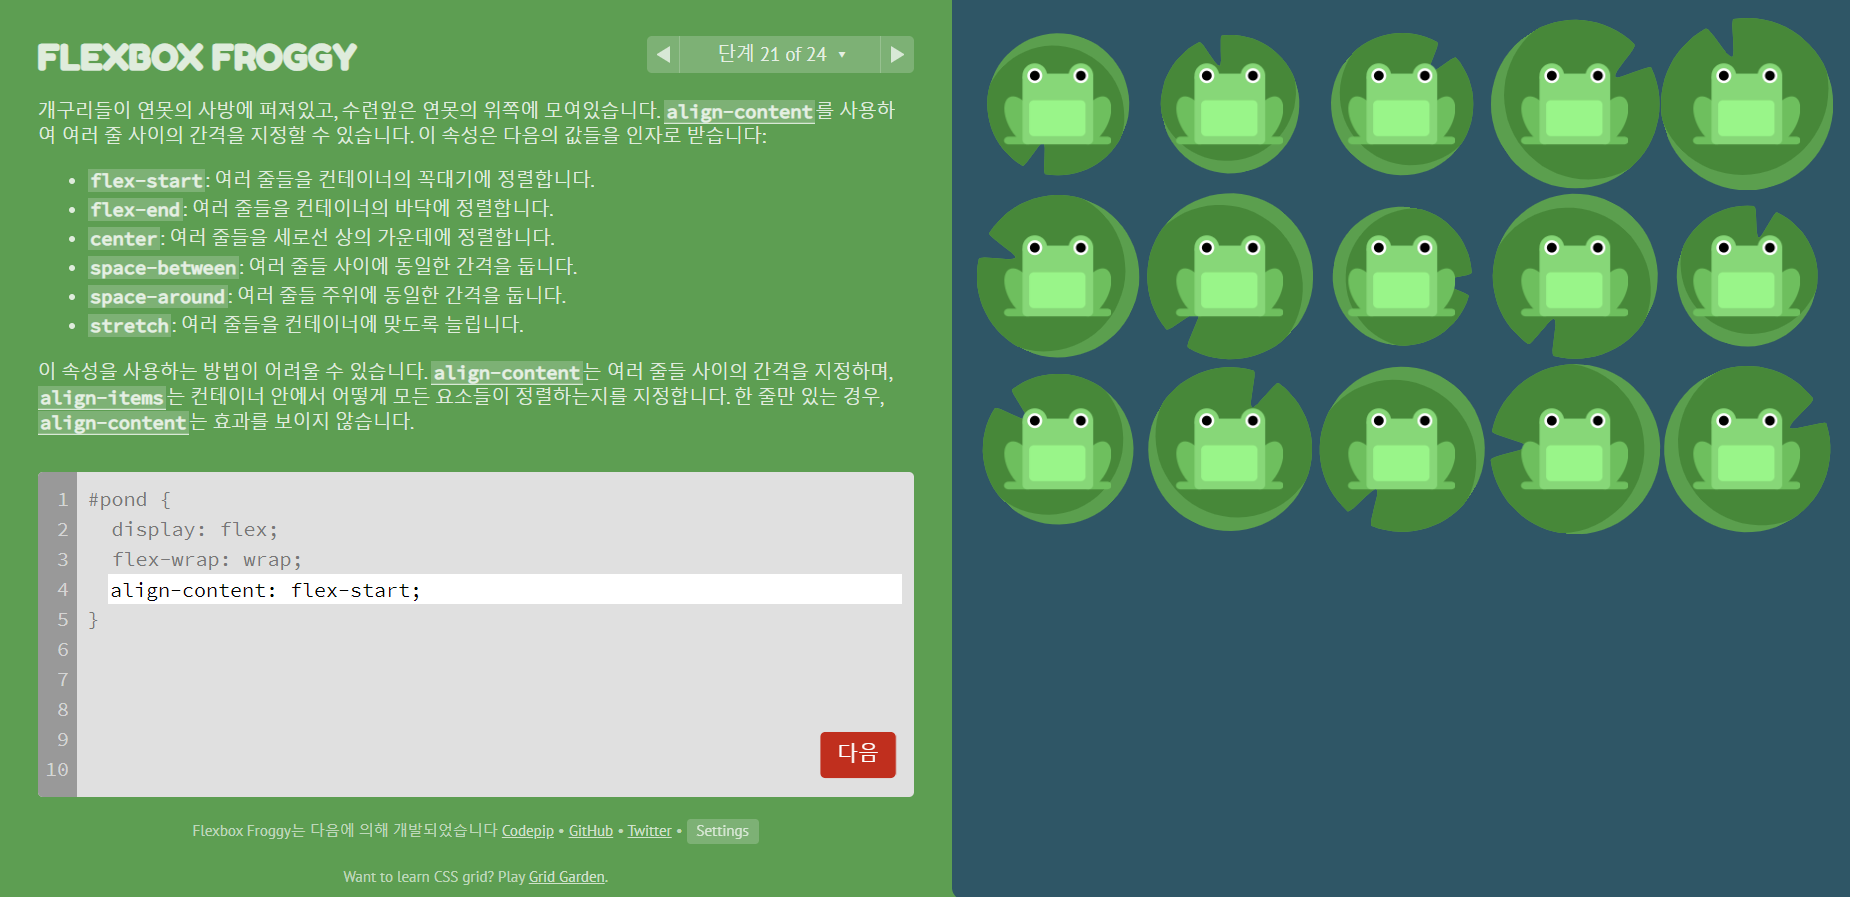 FLEXBOX FROGGY
단계 21 of 24
개구리들이 연못의 사방에 퍼져있고, 수련잎은 연못의 위쪽에 모여있습니다. align-content를 사용하
여 여러 줄 사이의 간격을 지정할 수 있습니다. 이 속성은 다음의 값들을 인자로 받습니다:
• flex-start: 여러 줄들을 컨테이너의 꼭대기에 정렬합니다.
• flex-end: 여러 줄들을 컨테이너의 바닥에 정렬합니다.
• center: 여러 줄들을 세로선 상의 가운데에 정렬합니다.
• space-between: 여러 줄들 사이에 동일한 간격을 둡니다.
• space-around: 여러 줄들 주위에 동일한 간격을 둡니다.
• stretch: 여러 줄들을 컨테이너에 맞도록 늘립니다.
이 속성을 사용하는 방법이 어려울 수 있습니다. align-content는 여러 줄들 사이의 간격을 지정하며,
align-items는 컨테이너 안에서 어떻게 모든 요소들이 정렬하는지를 지정합니다. 한 줄만 있는 경우,
align-content는 효과를 보이지 않습니다.
1 #pond {
2 display: flex;
3 flex-wrap: wrap;
4 align-content: flex-start;
5 }
6
7
8
9
10
다음
Flexbox Froggy는 다음에 의해 개발되었습니다 Codepip • GitHub • Twitter • Settings
Want to learn CSS grid? Play Grid Garden.